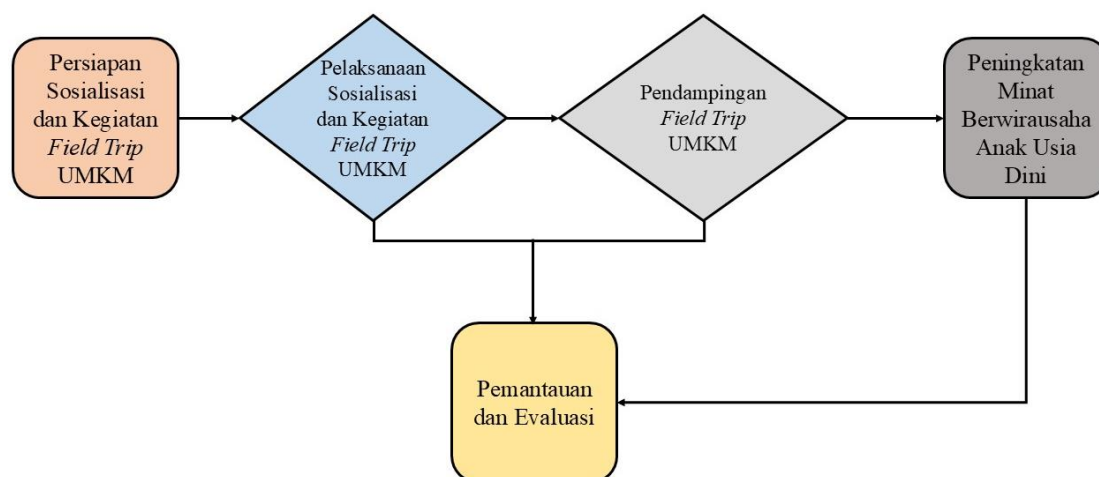 Persiapan
Sosialisasi
dan Kegiatan
Field Trip
UMKM
Pelaksanaan
Sosialisasi
dan Kegiatan
Field Trip
UMKM
Pendampingan
Field Trip
UMKM
Peningkatan
Minat
Berwirausaha
Anak Usia
Dini
Pemantauan
dan Evaluasi